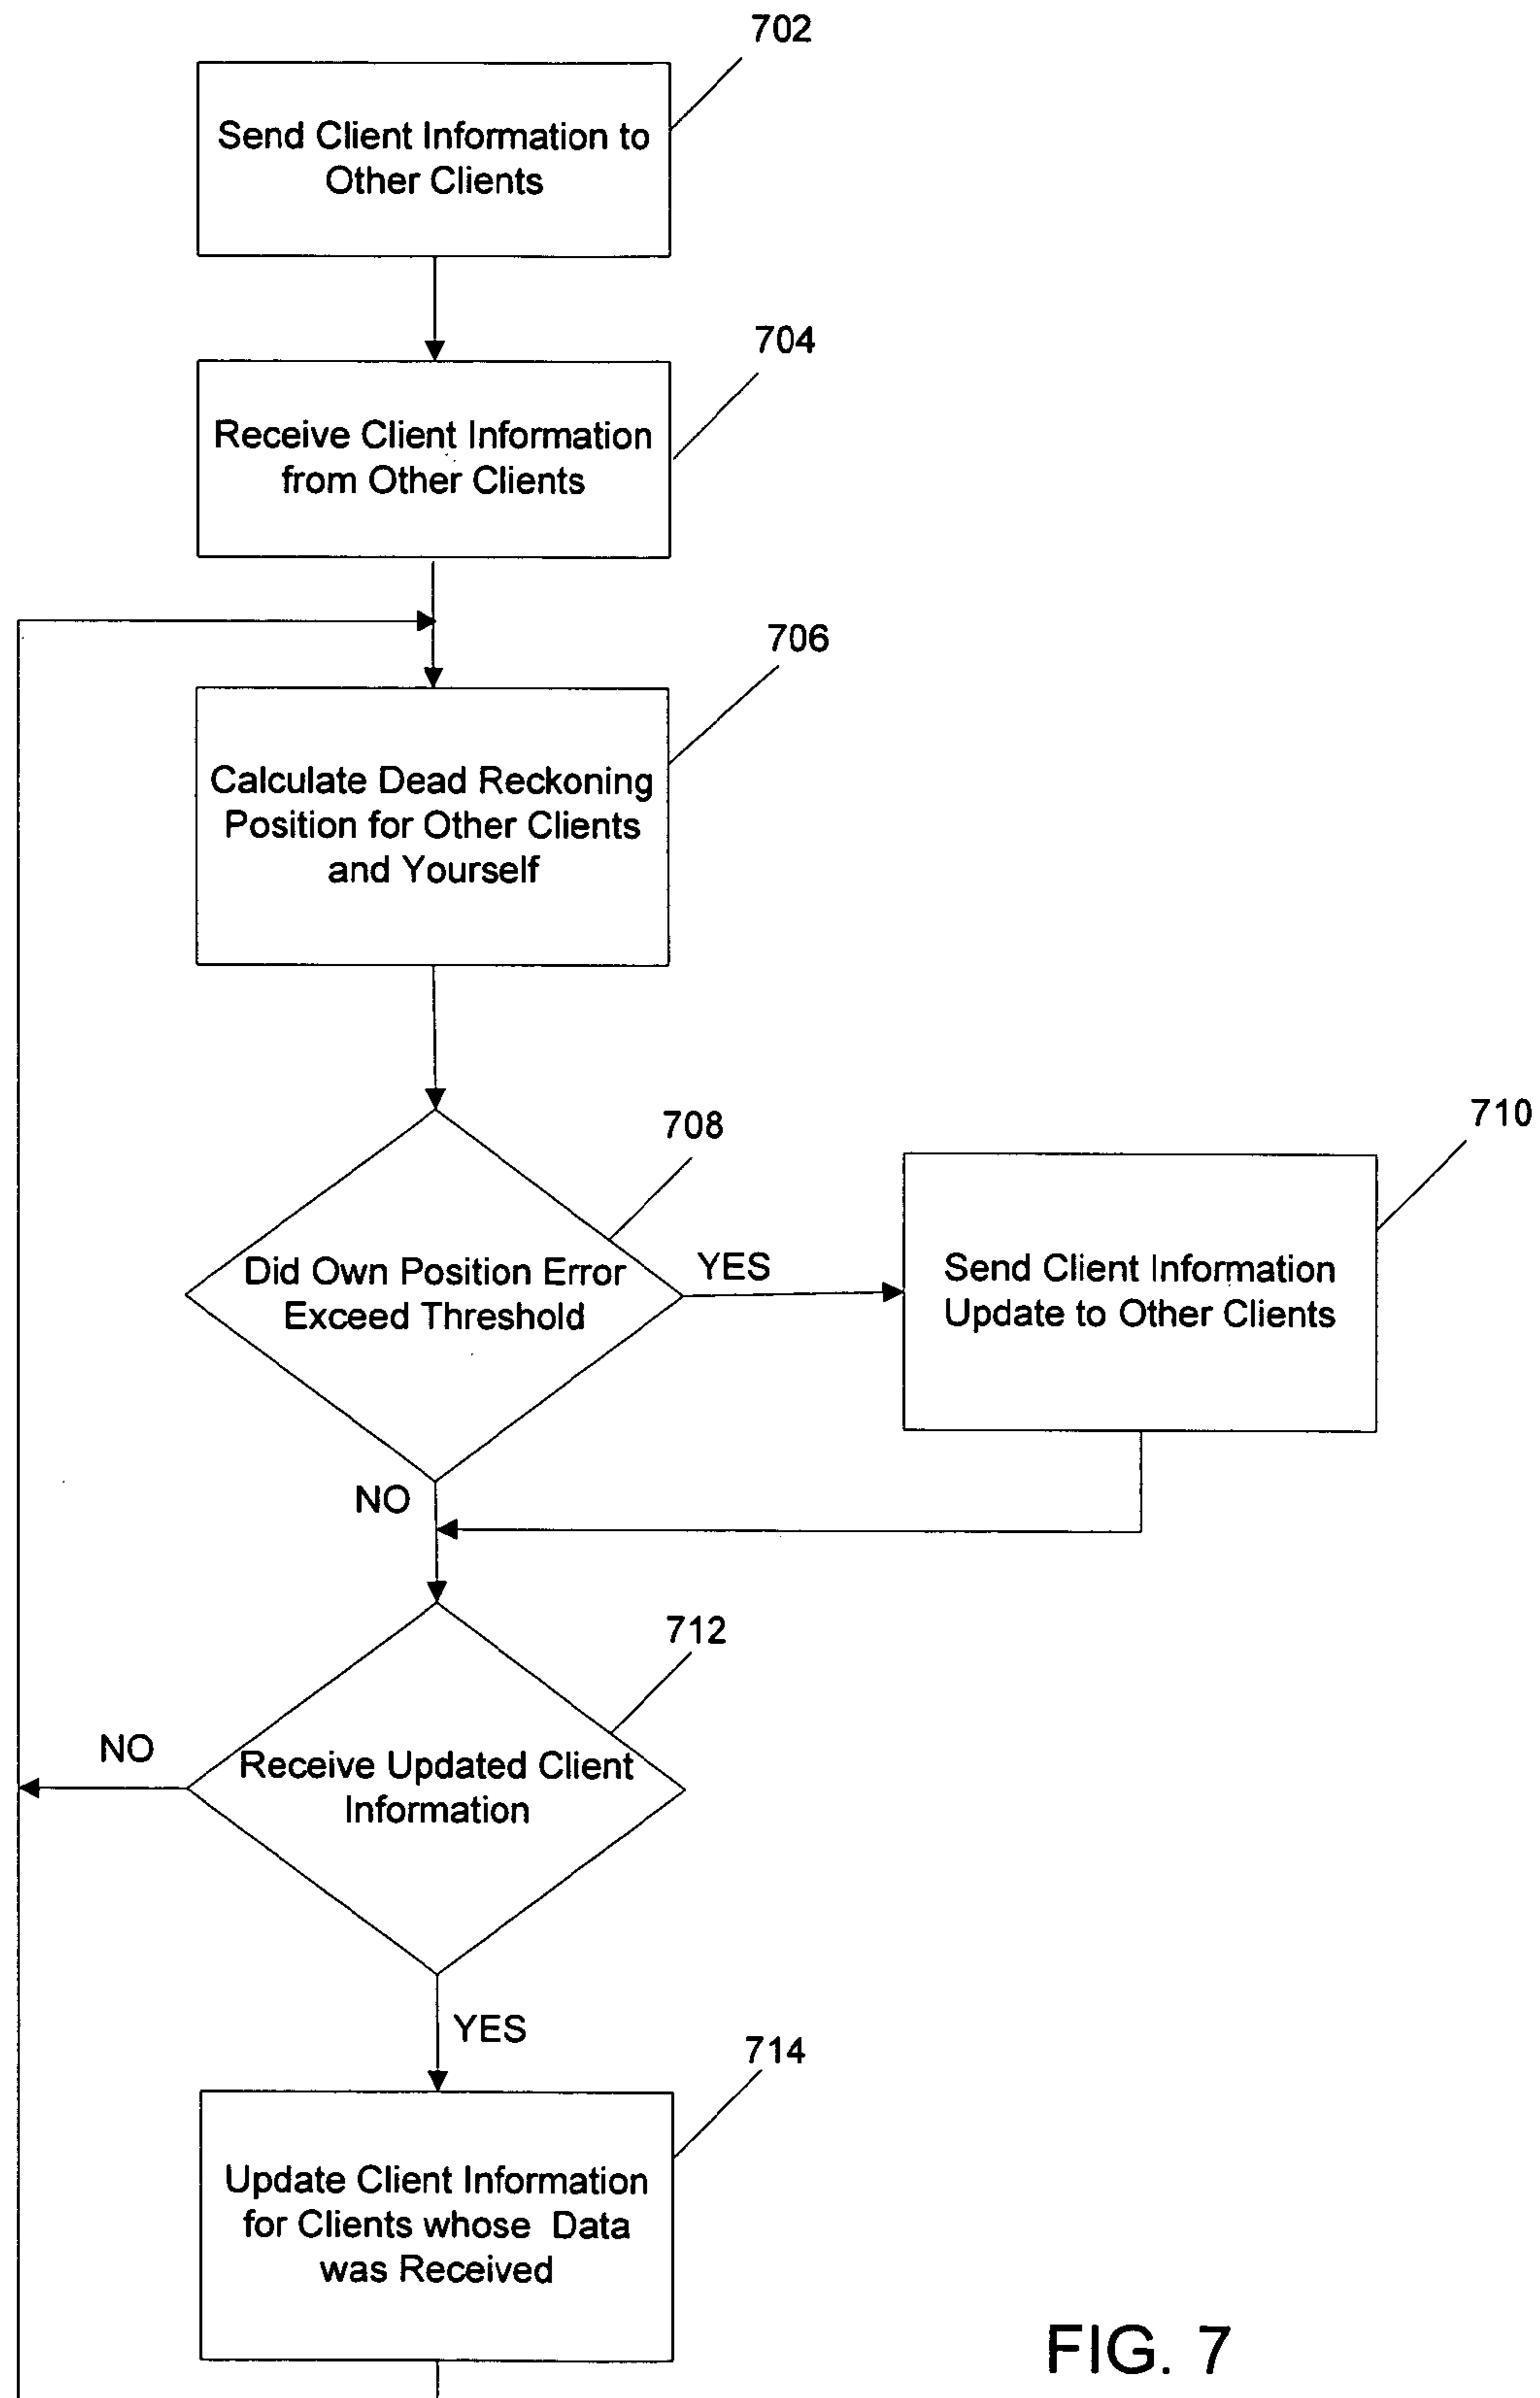 702
Send Client Information to
Other Clients
704
Receive Client Information
from Other Clients
706
Calculate Dead Reckoning
Position for Other Clients
and Yourself
708
Did Own Position Error
Exceed Threshold
YES
710
Send Client Information
Update to Other Clients
NO
712
Receive Updated Client
Information
NO
YES
714
Update Client Information
for Clients whose Data
was Received
FIG. 7